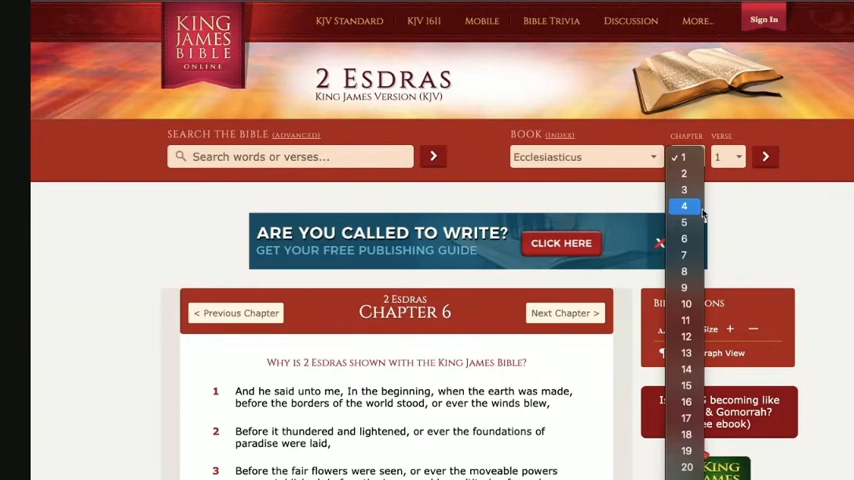 KING
JAMES
BIBLE
ONLINE
KJV STANDARD KJV 1611 MOBILE BIBLE TRIVIA DISCUSSION MORE... Sign In
2 ESDRAS
KING JAMES VERSION (KJV)
SEARCH THE BIBLE (ADVANCED)
Search words or verses...
BOOK (INDEX) CHAPTER VERSE
Ecclesiasticus ✓ 1 1
2
3
4
5
6
7
8
9
10
11
12
13
14
15
16
17
18
19
20
ARE YOU CALLED TO WRITE?
GET YOUR FREE PUBLISHING GUIDE
CLICK HERE
< Previous Chapter
2 ESDRAS
CHAPTER 6
Next Chapter >
WHY IS 2 ESDRAS SHOWN WITH THE KING JAMES BIBLE?
1 And he said unto me, In the beginning, when the earth was made,
before the borders of the world stood, or ever the winds blew,
2 Before it thundered and lightened, or ever the foundations of
paradise were laid,
3 Before the fair flowers were seen, or ever the moveable powers
Size + −
View
becoming like
& Gomorrah?
ebook)
KING